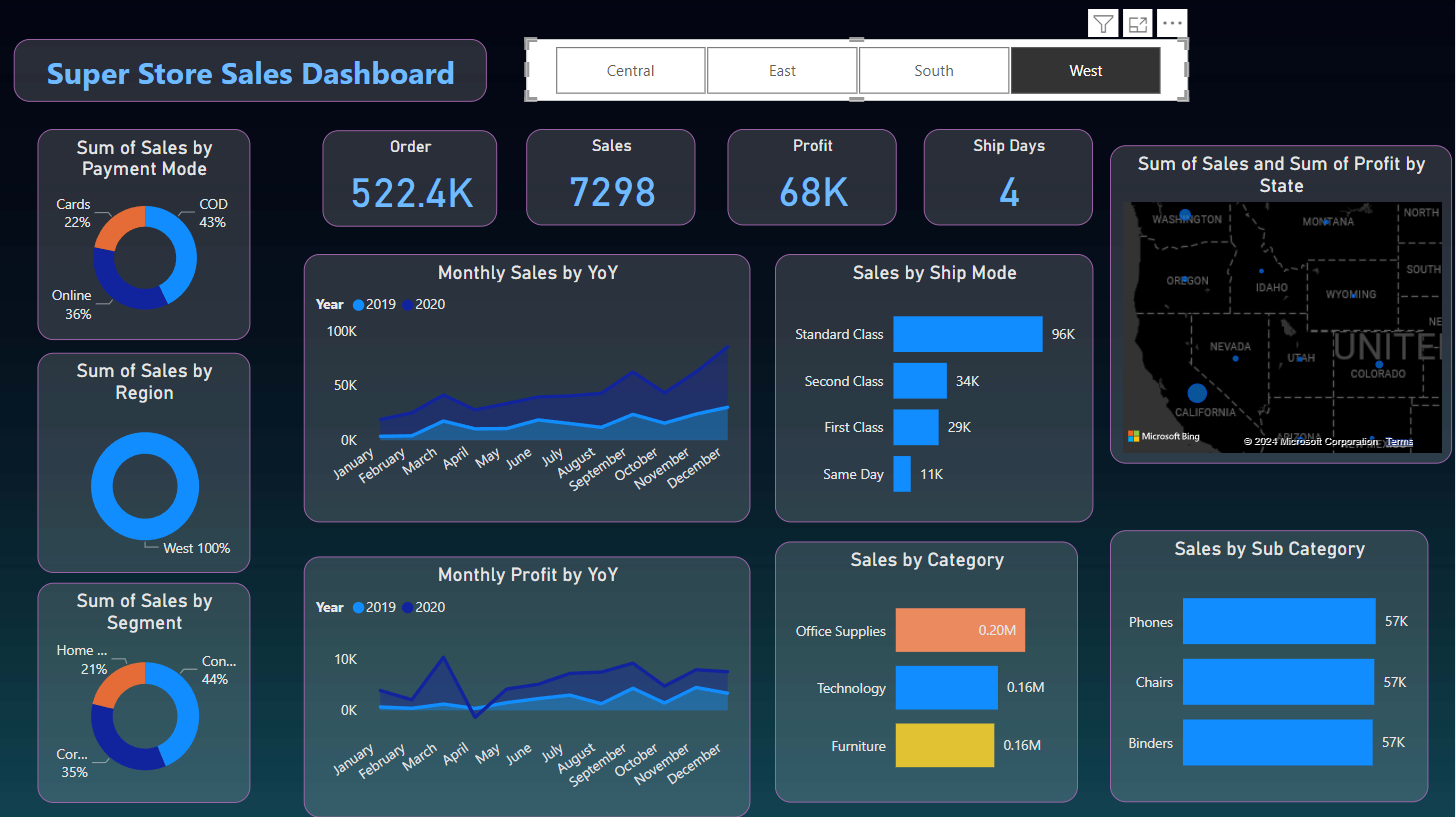 Super Store Sales Dashboard
Central
East
South
West
Sum of Sales by
Payment Mode
Cards
22%
COD
43%
Online
36%
Order
522.4K
Sales
7298
Profit
68K
Ship Days
4
Sum of Sales and Sum of Profit by
State
WASHINGTON
MONTANA
NORTH
OREGON
IDAHO
SOUTH
WYOMING
NE
NEVADA
UTAH
UNITE
COLORADO
CALIFORNIA
ARIZONA
Microsoft Bing
© 2024 Microsoft Corporation Terms
Monthly Sales by YoY
Year 2019 2020
100K
50K
0K
January
February
March
April
May
June
July
August
September
October
November
December
Sales by Ship Mode
Standard Class 96K
Second Class 34K
First Class 29K
Same Day 11K
Sum of Sales by
Region
West 100%
Sum of Sales by
Segment
Home ...
21%
Con...
44%
Cor...
35%
Monthly Profit by YoY
Year 2019 2020
10K
0K
January
February
March
April
May
June
July
August
September
October
November
December
Sales by Category
Office Supplies 0.20M
Technology 0.16M
Furniture 0.16M
Sales by Sub Category
Phones 57K
Chairs 57K
Binders 57K